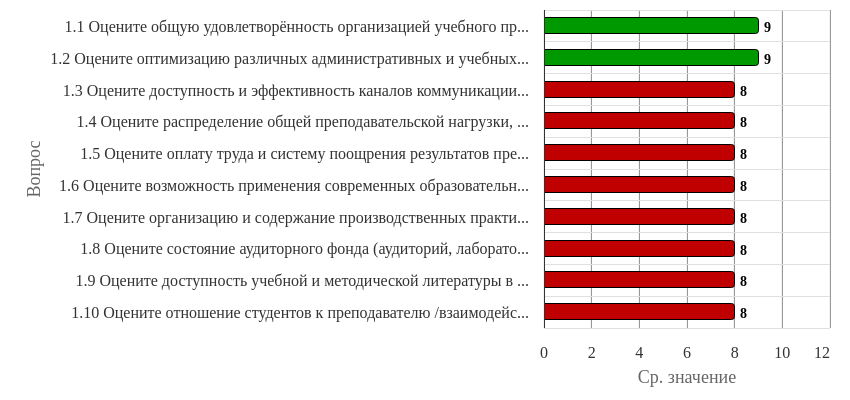 1.1 Оцените общую удовлетворённость организацией учебного пр... 9
1.2 Оцените оптимизацию различных административных и учебных... 9
1.3 Оцените доступность и эффективность каналов коммуникации... 8
1.4 Оцените распределение общей преподавательской нагрузки, ... 8
1.5 Оцените оплату труда и систему поощрения результатов пре... 8
1.6 Оцените возможность применения современных образовательн... 8
1.7 Оцените организацию и содержание производственных практи... 8
1.8 Оцените состояние аудиторного фонда (аудиторий, лаборато... 8
1.9 Оцените доступность учебной и методической литературы в ... 8
1.10 Оцените отношение студентов к преподавателю /взаимодейс... 8
Вопрос
0 2 4 6 8 10 12
Ср. значение